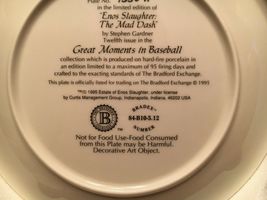 Plate No.
in the limited edition of
"Enos Slaughter:
The Mad Dash"
by Stephen Gardner
Twelfth issue in the
Great Moments in Baseball
collection which is produced on hard-fire porcelain in
an edition limited to a maximum of 95 firing days and
crafted to the exacting standards of The Bradford Exchange.
This plate is officially listed for trading on The Bradford Exchange © 1995
™/© 1995 Estate of Enos Slaughter, under license
by Curtis Management Group, Indianapolis, Indiana, 46202 USA
BRADEX
B
™
84-B10-5.12
NUMBER
Not for Food Use-Food Consumed
from this Plate may be Harmful.
Decorative Art Object.